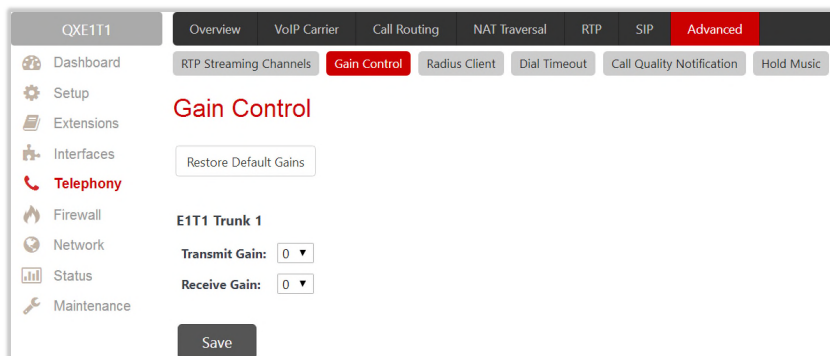 QXE1T1
Overview VoIP Carrier Call Routing NAT Traversal RTP SIP Advanced
RTP Streaming Channels Gain Control Radius Client Dial Timeout Call Quality Notification Hold Music
Dashboard
Setup
Extensions
Interfaces
Telephony
Firewall
Network
Status
Maintenance
Gain Control
Restore Default Gains
E1T1 Trunk 1
Transmit Gain: 0
Receive Gain: 0
Save